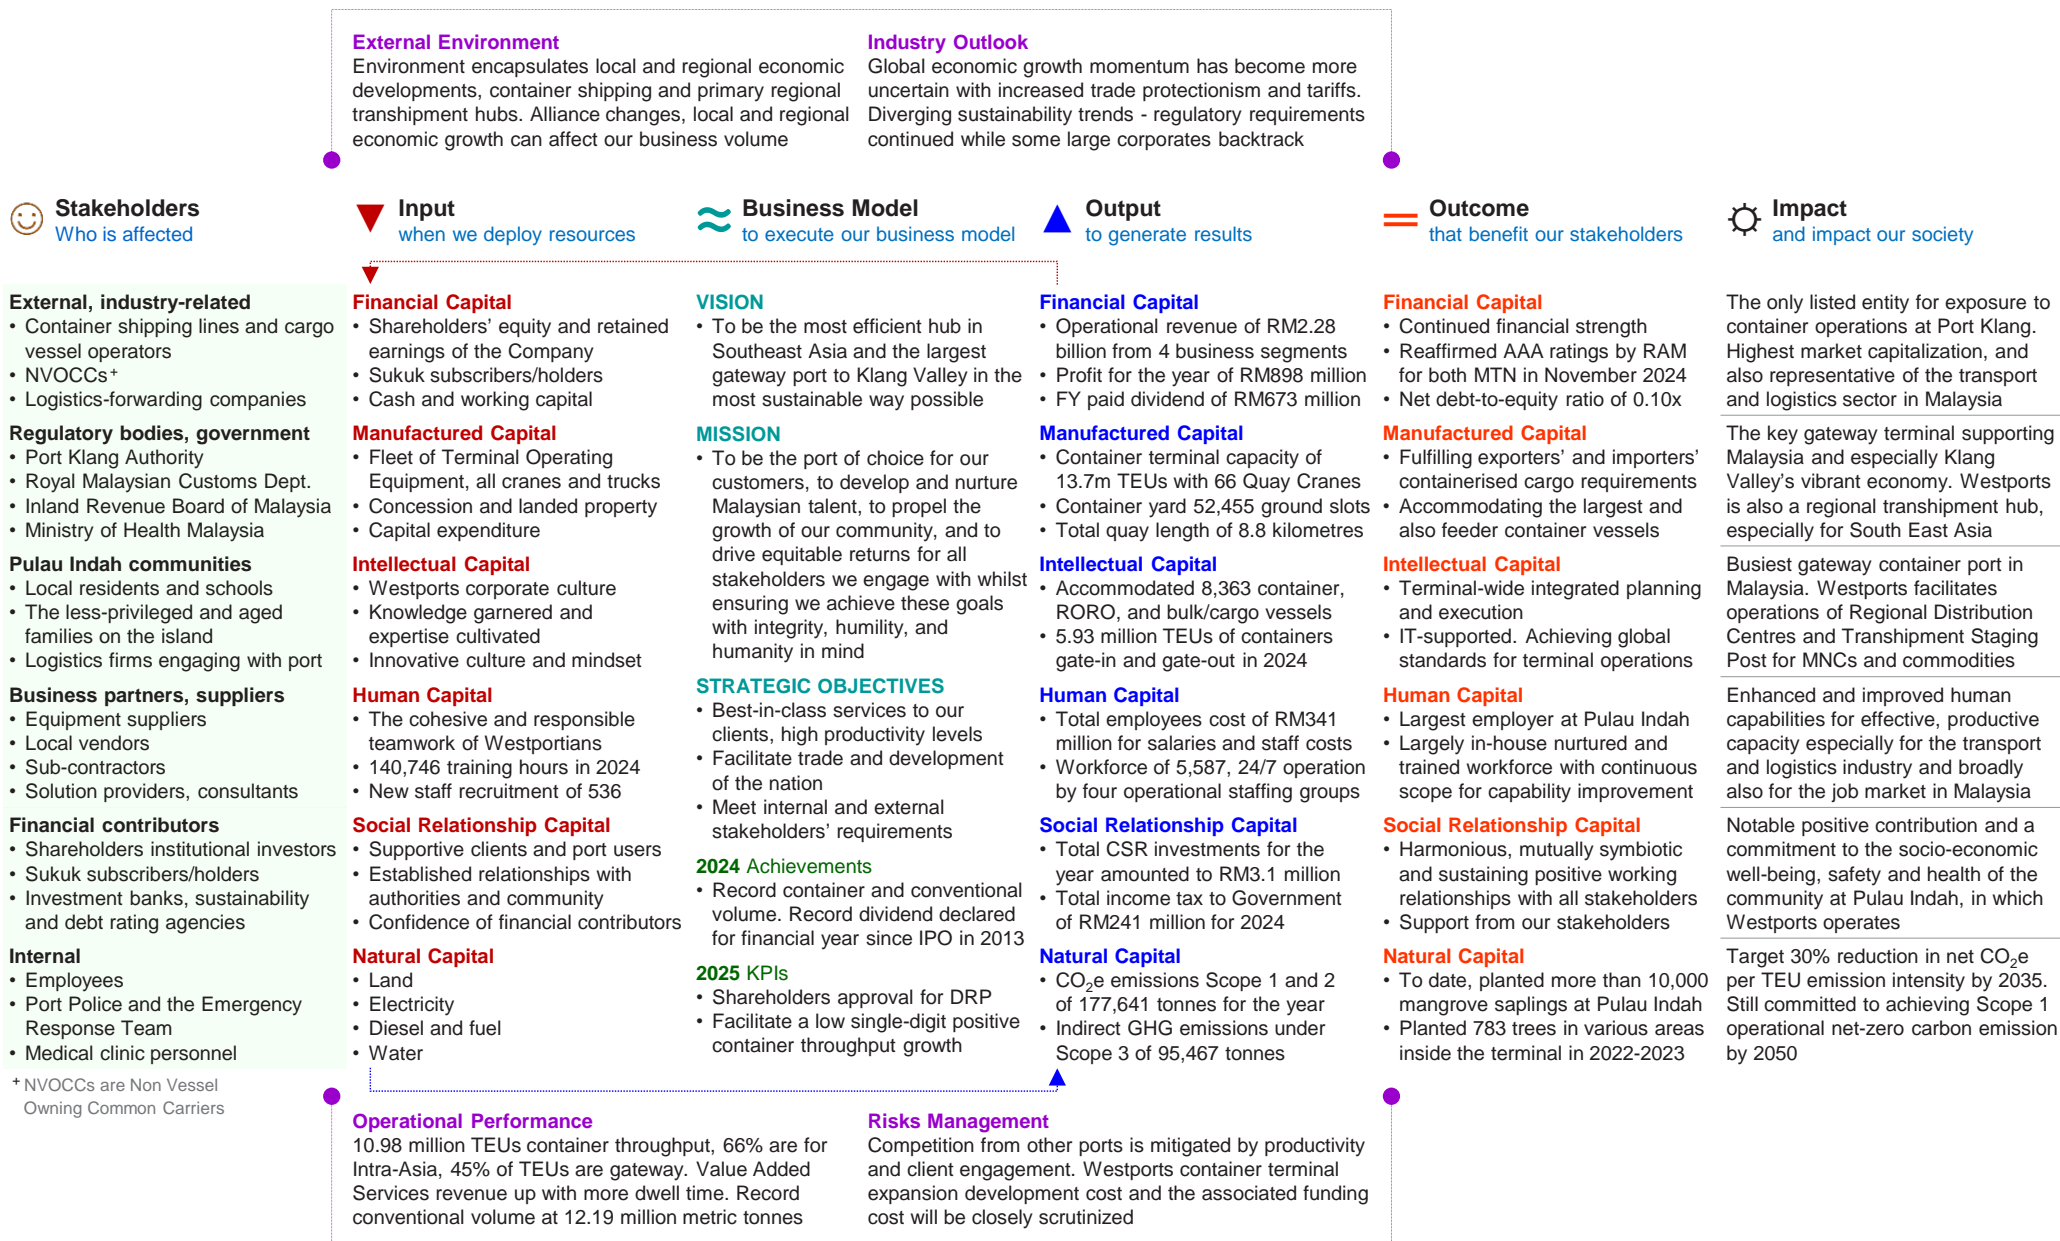 External Environment
Environment encapsulates local and regional economic
developments, container shipping and primary regional
transhipment hubs. Alliance changes, local and regional
economic growth can affect our business volume
Industry Outlook
Global economic growth momentum has become more
uncertain with increased trade protectionism and tariffs.
Diverging sustainability trends - regulatory requirements
continued while some large corporates backtrack
Stakeholders
Who is affected
Input
when we deploy resources
Business Model
to execute our business model
Output
to generate results
Outcome
that benefit our stakeholders
Impact
and impact our society
External, industry-related
• Container shipping lines and cargo
vessel operators
• NVOCCs+
• Logistics-forwarding companies
Regulatory bodies, government
• Port Klang Authority
• Royal Malaysian Customs Dept.
• Inland Revenue Board of Malaysia
• Ministry of Health Malaysia
Pulau Indah communities
• Local residents and schools
• The less-privileged and aged
families on the island
• Logistics firms engaging with port
Business partners, suppliers
• Equipment suppliers
• Local vendors
• Sub-contractors
• Solution providers, consultants
Financial contributors
• Shareholders institutional investors
• Sukuk subscribers/holders
• Investment banks, sustainability
and debt rating agencies
Internal
• Employees
• Port Police and the Emergency
Response Team
• Medical clinic personnel
+ NVOCCs are Non Vessel
Owning Common Carriers
Financial Capital
• Shareholders' equity and retained
earnings of the Company
• Sukuk subscribers/holders
• Cash and working capital
Manufactured Capital
• Fleet of Terminal Operating
Equipment, all cranes and trucks
• Concession and landed property
• Capital expenditure
Intellectual Capital
• Westports corporate culture
• Knowledge garnered and
expertise cultivated
• Innovative culture and mindset
Human Capital
• The cohesive and responsible
teamwork of Westportians
• 140,746 training hours in 2024
• New staff recruitment of 536
Social Relationship Capital
• Supportive clients and port users
• Established relationships with
authorities and community
• Confidence of financial contributors
Natural Capital
• Land
• Electricity
• Diesel and fuel
• Water
VISION
• To be the most efficient hub in
Southeast Asia and the largest
gateway port to Klang Valley in the
most sustainable way possible
MISSION
• To be the port of choice for our
customers, to develop and nurture
Malaysian talent, to propel the
growth of our community, and to
drive equitable returns for all
stakeholders we engage with whilst
ensuring we achieve these goals
with integrity, humility, and
humanity in mind
STRATEGIC OBJECTIVES
• Best-in-class services to our
clients, high productivity levels
• Facilitate trade and development
of the nation
• Meet internal and external
stakeholders' requirements
2024 Achievements
• Record container and conventional
volume. Record dividend declared
for financial year since IPO in 2013
2025 KPIs
• Shareholders approval for DRP
• Facilitate a low single-digit positive
container throughput growth
Financial Capital
• Operational revenue of RM2.28
billion from 4 business segments
• Profit for the year of RM898 million
• FY paid dividend of RM673 million
Manufactured Capital
• Container terminal capacity of
13.7m TEUs with 66 Quay Cranes
• Container yard 52,455 ground slots
• Total quay length of 8.8 kilometres
Intellectual Capital
• Accommodated 8,363 container,
RORO, and bulk/cargo vessels
• 5.93 million TEUs of containers
gate-in and gate-out in 2024
Human Capital
• Total employees cost of RM341
million for salaries and staff costs
• Workforce of 5,587, 24/7 operation
by four operational staffing groups
Social Relationship Capital
• Total CSR investments for the
year amounted to RM3.1 million
• Total income tax to Government
of RM241 million for 2024
Natural Capital
• CO2e emissions Scope 1 and 2
of 177,641 tonnes for the year
• Indirect GHG emissions under
Scope 3 of 95,467 tonnes
Financial Capital
• Continued financial strength
• Reaffirmed AAA ratings by RAM
for both MTN in November 2024
• Net debt-to-equity ratio of 0.10x
Manufactured Capital
• Fulfilling exporters' and importers'
containerised cargo requirements
• Accommodating the largest and
also feeder container vessels
Intellectual Capital
• Terminal-wide integrated planning
and execution
• IT-supported. Achieving global
standards for terminal operations
Human Capital
• Largest employer at Pulau Indah
• Largely in-house nurtured and
trained workforce with continuous
scope for capability improvement
Social Relationship Capital
• Harmonious, mutually symbiotic
and sustaining positive working
relationships with all stakeholders
• Support from our stakeholders
Natural Capital
• To date, planted more than 10,000
mangrove saplings at Pulau Indah
• Planted 783 trees in various areas
inside the terminal in 2022-2023
The only listed entity for exposure to
container operations at Port Klang.
Highest market capitalization, and
also representative of the transport
and logistics sector in Malaysia
The key gateway terminal supporting
Malaysia and especially Klang
Valley's vibrant economy. Westports
is also a regional transhipment hub,
especially for South East Asia
Busiest gateway container port in
Malaysia. Westports facilitates
operations of Regional Distribution
Centres and Transhipment Staging
Post for MNCs and commodities
Enhanced and improved human
capabilities for effective, productive
capacity especially for the transport
and logistics industry and broadly
also for the job market in Malaysia
Notable positive contribution and a
commitment to the socio-economic
well-being, safety and health of the
community at Pulau Indah, in which
Westports operates
Target 30% reduction in net CO2e
per TEU emission intensity by 2035.
Still committed to achieving Scope 1
operational net-zero carbon emission
by 2050
Operational Performance
10.98 million TEUs container throughput, 66% are for
Intra-Asia, 45% of TEUs are gateway. Value Added
Services revenue up with more dwell time. Record
conventional volume at 12.19 million metric tonnes
Risks Management
Competition from other ports is mitigated by productivity
and client engagement. Westports container terminal
expansion development cost and the associated funding
cost will be closely scrutinized